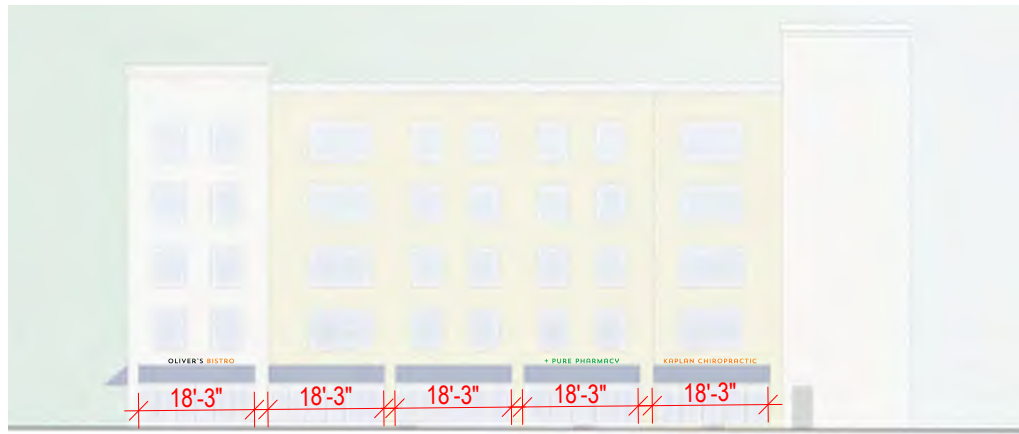 OLIVER'S BISTRO
+ PURE PHARMACY
KAPLAN CHIROPRACTIC
18'-3"
18'-3"
18'-3"
18'-3"
18'-3"